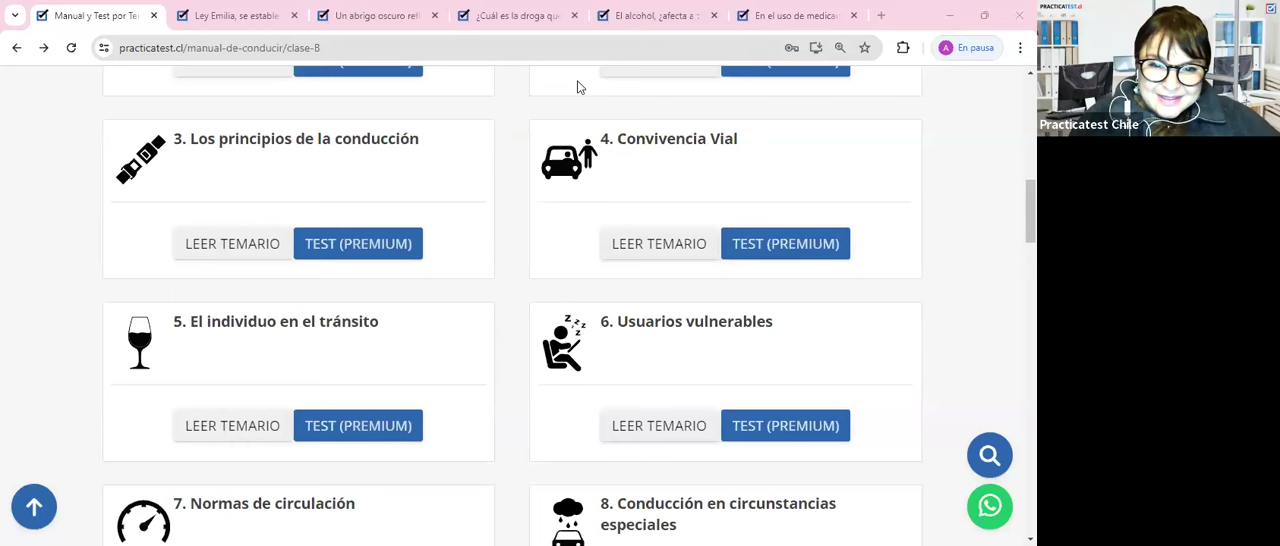 Manual y Test por Te
Ley Emilia, se estable
Un abrigo oscuro ref
¿Cuál es la droga que
El alcohol, ¿afecta a t
En el uso de medica
practicatest.cl/manual-de-conducir/clase-B
A En pausa
PRACTICATEST.cl
Practicatest Chile
3. Los principios de la conducción
4. Convivencia Vial
LEER TEMARIO TEST (PREMIUM)
LEER TEMARIO TEST (PREMIUM)
5. El individuo en el tránsito
6. Usuarios vulnerables
LEER TEMARIO TEST (PREMIUM)
LEER TEMARIO TEST (PREMIUM)
7. Normas de circulación
8. Conducción en circunstancias
especiales